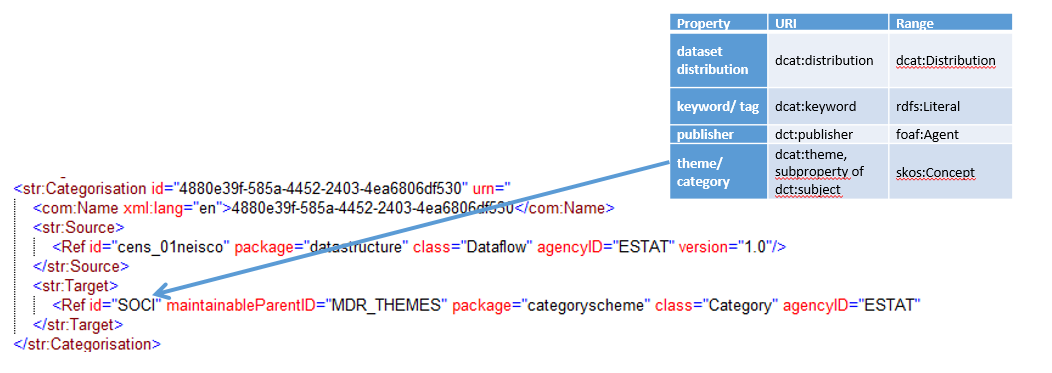 Property URI Range
dataset distribution dcat:distribution dcat:Distribution
keyword/ tag dcat:keyword rdfs:Literal
publisher dct:publisher foaf:Agent
theme/ category dcat:theme, subproperty of dct:subject skos:Concept
<str:Categorisation id="4880e39f-585a-4452-2403-4ea6806df530" urn="
<com:Name xml:lang="en">4880e39f-585a-4452-2403-4ea6806df530</com:Name>
<str:Source>
<Ref id="cens_01neisco" package="datastructure" class="Dataflow" agencyID="ESTAT" version="1.0"/>
</str:Source>
<str:Target>
<Ref id="SOCI" maintainableParentID="MDR_THEMES" package="categoryscheme" class="Category" agencyID="ESTAT"
</str:Target>
</str:Categorisation>